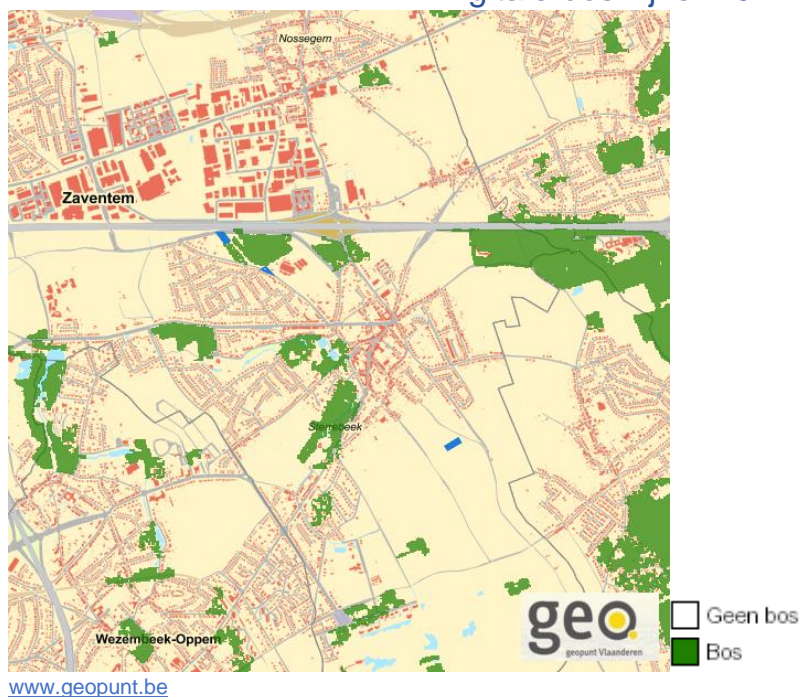 Nossegem
Zaventem
Sterrebeek
Wezembeek-Oppem
geo
geopunt Vlaanderen
Geen bos
Bos
www.geopunt.be